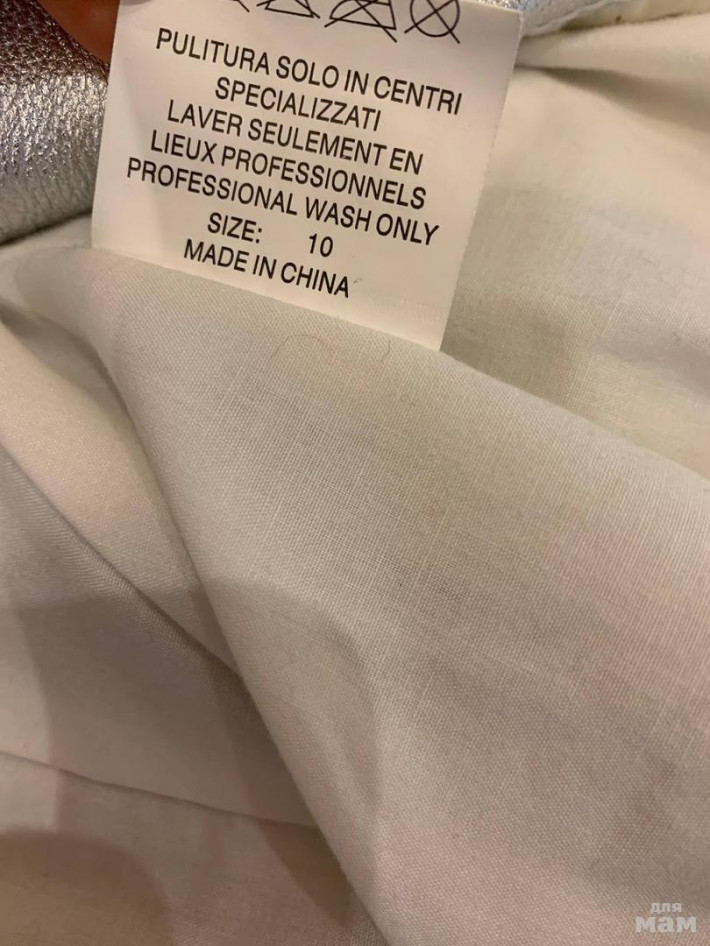 PULITURA SOLO IN CENTRI
SPECIALIZZATI
LAVER SEULEMENT EN
LIEUX PROFESSIONNELS
PROFESSIONAL WASH ONLY
SIZE: 10
MADE IN CHINA
для
мам